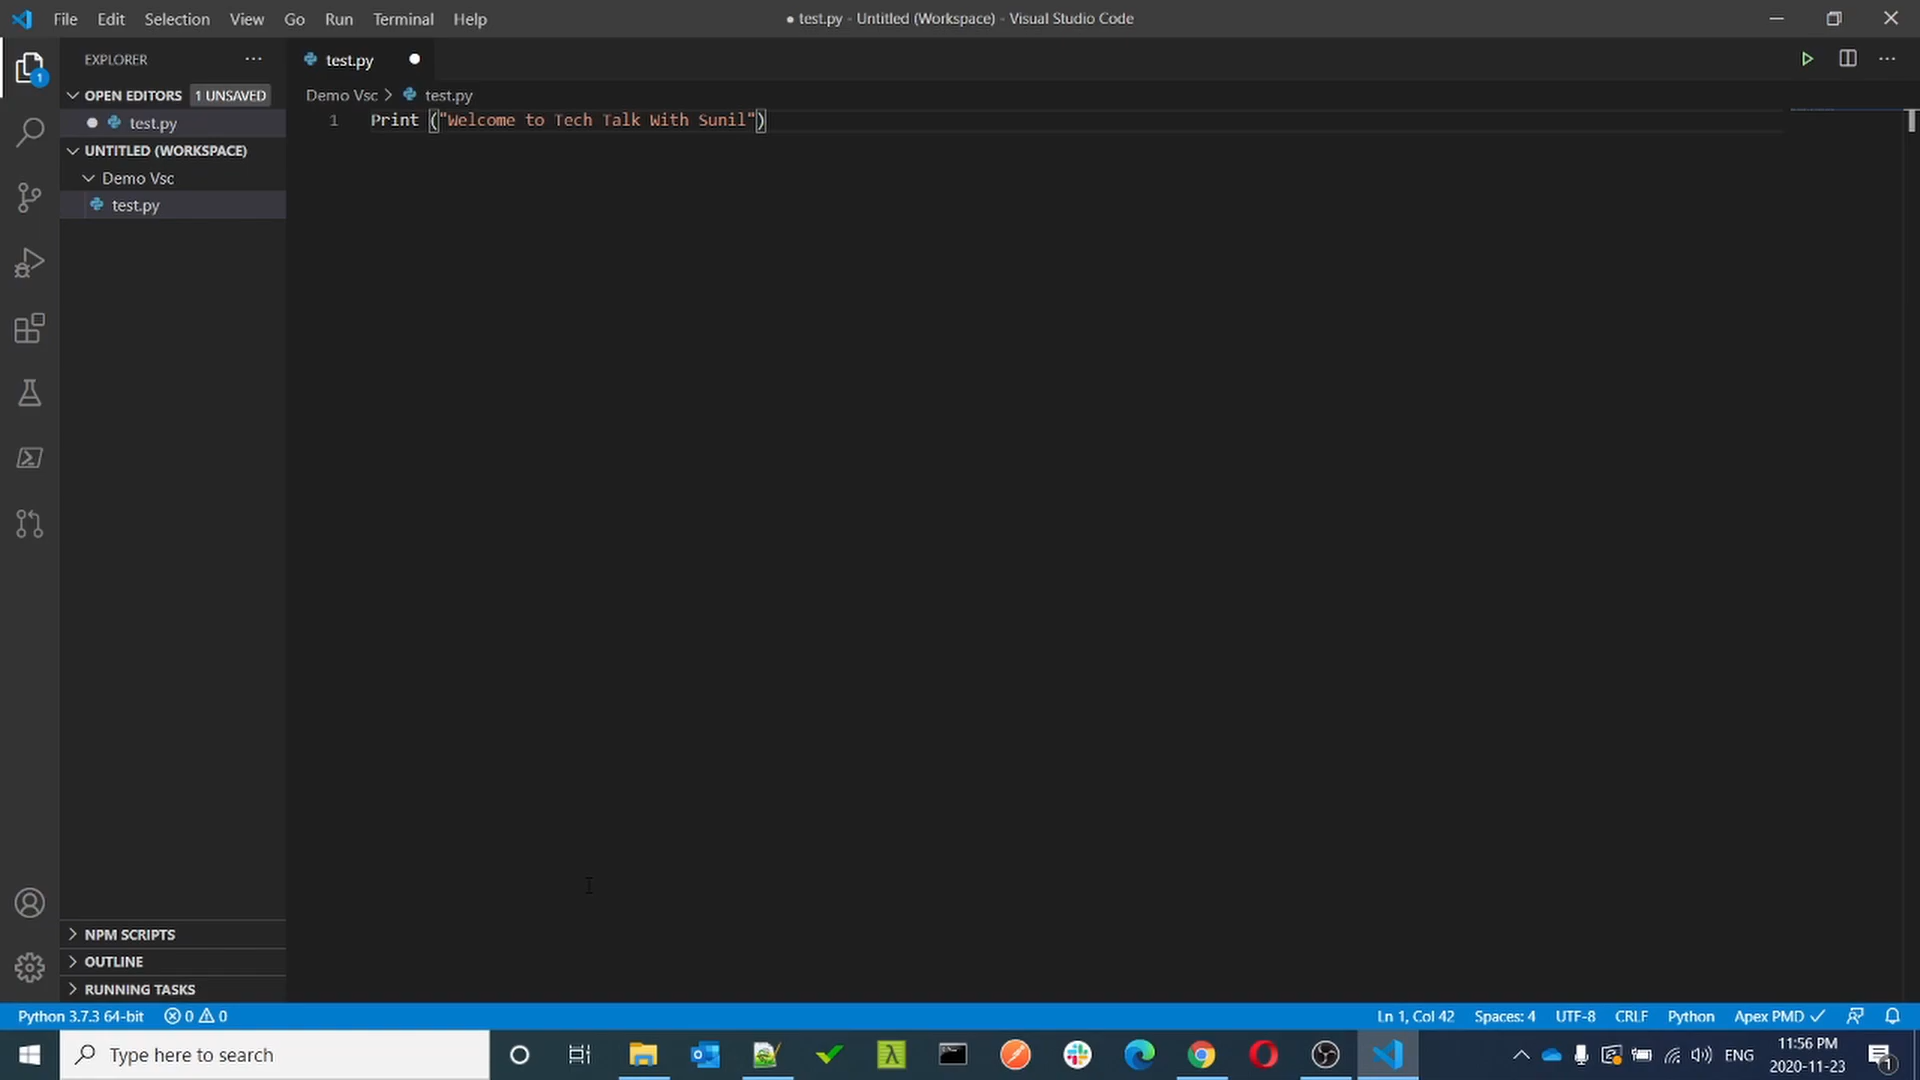 File Edit Selection View Go Run Terminal Help
● test.py - Untitled (Workspace) - Visual Studio Code
EXPLORER
test.py
1
OPEN EDITORS 1 UNSAVED
Demo Vsc > test.py
test.py
1 Print ("Welcome to Tech Talk With Sunil")
UNTITLED (WORKSPACE)
Demo Vsc
test.py
NPM SCRIPTS
OUTLINE
RUNNING TASKS
Python 3.7.3 64-bit 0 0
Ln 1, Col 42 Spaces: 4 UTF-8 CRLF Python Apex PMD ✓
Type here to search
ENG
11:56 PM
2020-11-23
1